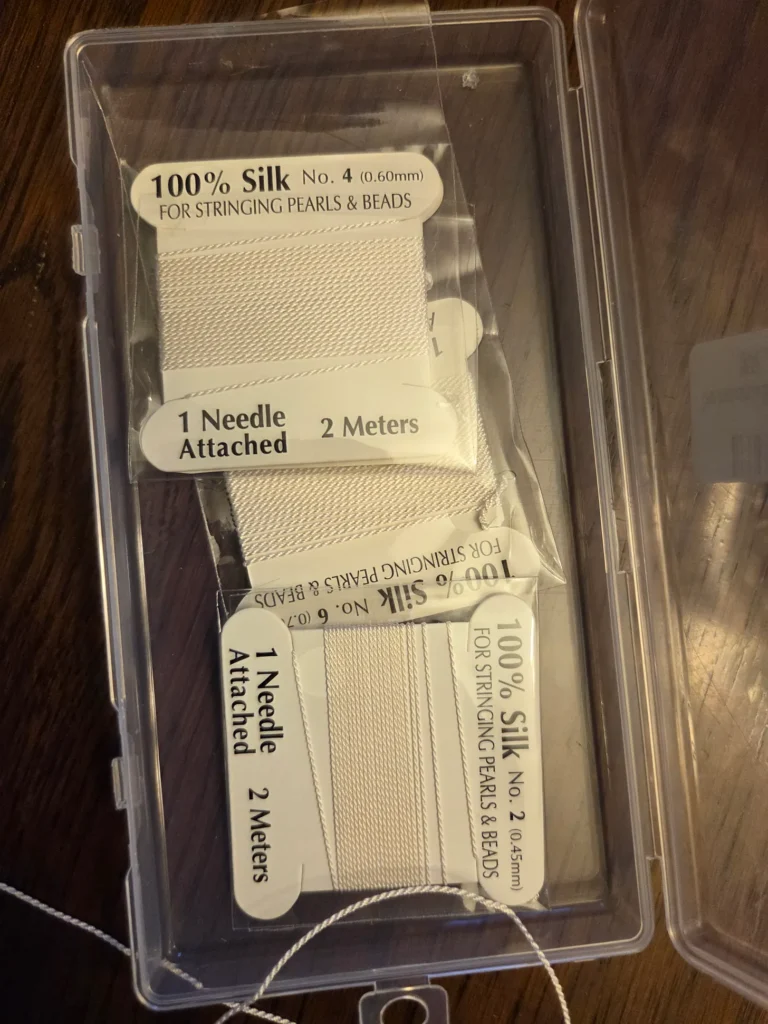 100% Silk No. 4 (0.60mm)
FOR STRINGING PEARLS & BEADS
1 Needle
Attached
2 Meters
100% Silk No. 6
FOR STRINGING PEARLS & BEADS
100% Silk No. 2 (0.45mm)
FOR STRINGING PEARLS & BEADS
1 Needle
Attached
2 Meters